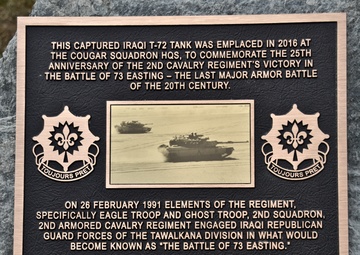 THIS CAPTURED IRAQI T-72 TANK WAS EMPLACED IN 2016 AT
THE COUGAR SQUADRON HQS, TO COMMEMORATE THE 25TH
ANNIVERSARY OF THE 2ND CAVALRY REGIMENT'S VICTORY IN
THE BATTLE OF 73 EASTING – THE LAST MAJOR ARMOR BATTLE
OF THE 20TH CENTURY.
TOUJOURS PRET
TOUJOURS PRET
ON 26 FEBRUARY 1991 ELEMENTS OF THE REGIMENT,
SPECIFICALLY EAGLE TROOP AND GHOST TROOP, 2ND SQUADRON,
2ND ARMORED CAVALRY REGIMENT ENGAGED IRAQI REPUBLICAN
GUARD FORCES OF THE TAWALKANA DIVISION IN WHAT WOULD
BECOME KNOWN AS "THE BATTLE OF 73 EASTING."